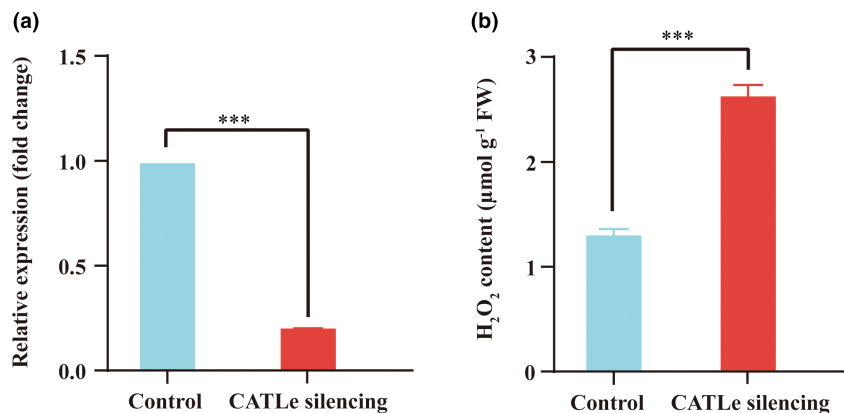 (a)
Relative expression (fold change)
1.5
1.0
0.5
0.0
***
Control
CATLe silencing
(b)
H₂O₂ content (μmol g⁻¹ FW)
3
2
1
0
***
Control
CATLe silencing